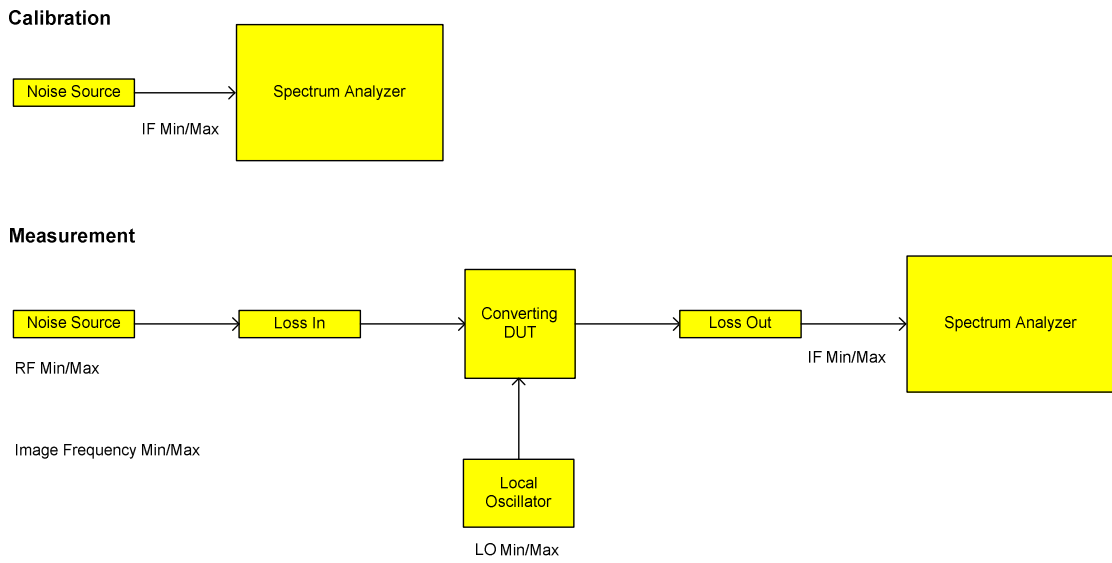 Calibration
Noise Source
Spectrum Analyzer
IF Min/Max
Measurement
Noise Source
Loss In
Converting
DUT
Loss Out
Spectrum Analyzer
RF Min/Max
IF Min/Max
Image Frequency Min/Max
Local
Oscillator
LO Min/Max